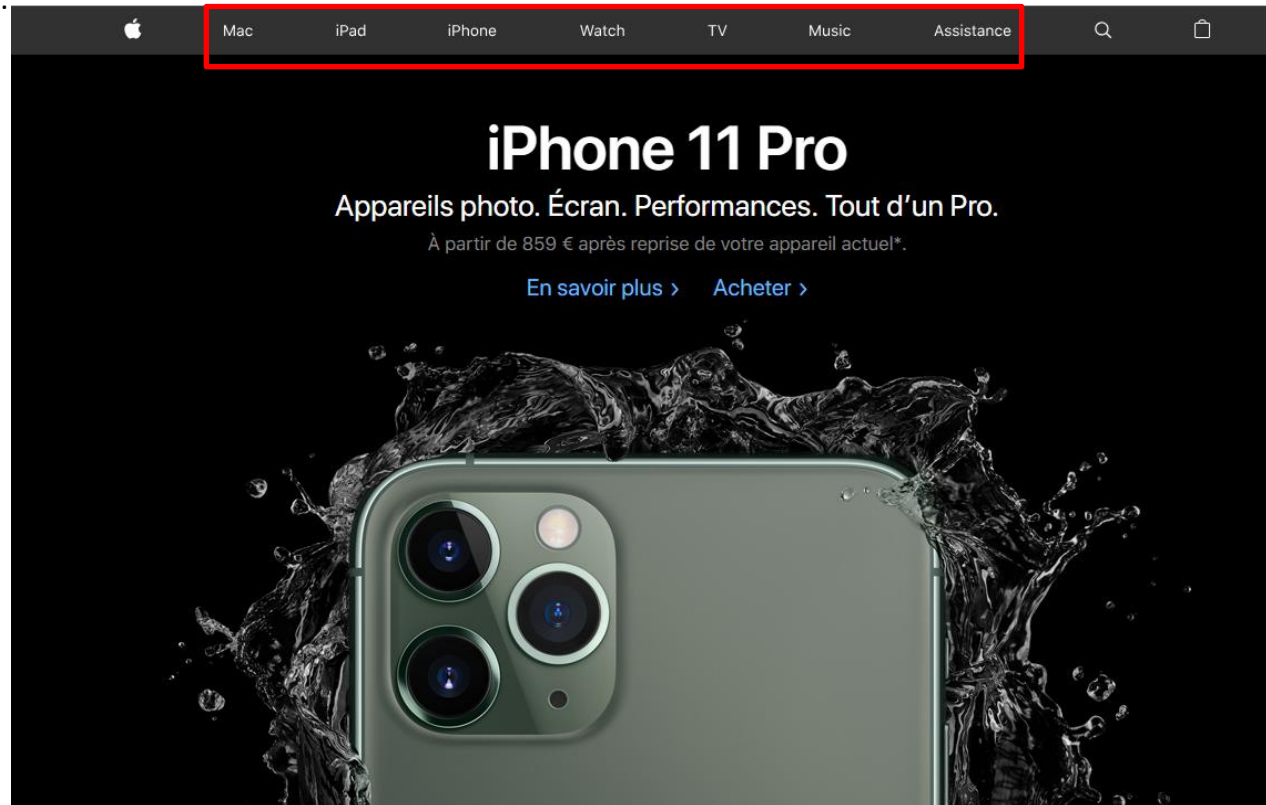 Mac iPad iPhone Watch TV Music Assistance
iPhone 11 Pro
Appareils photo. Écran. Performances. Tout d’un Pro.
À partir de 859 € après reprise de votre appareil actuel*.
En savoir plus > Acheter >